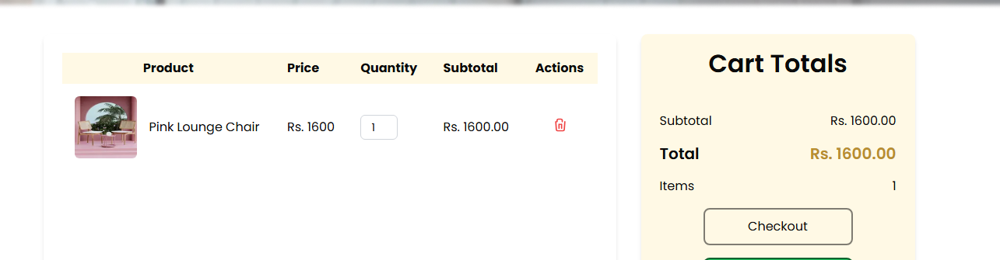 Product Price Quantity Subtotal Actions
Pink Lounge Chair Rs. 1600 1 Rs. 1600.00
Cart Totals
Subtotal Rs. 1600.00
Total Rs. 1600.00
Items 1
Checkout